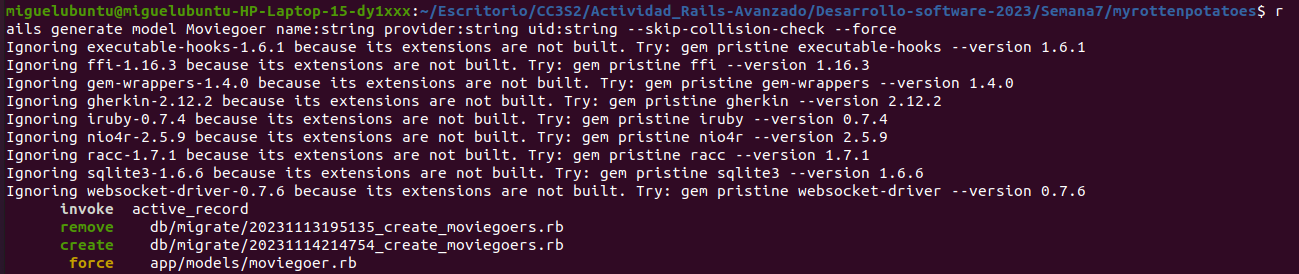 miguelubuntu@miguelubuntu-HP-Laptop-15-dy1xxx:~/Escritorio/CC3S2/Actividad_Rails-Avanzado/Desarrollo-software-2023/Semana7/myrottenpotatoes$ r
ails generate model Moviegoer name:string provider:string uid:string --skip-collision-check --force
Ignoring executable-hooks-1.6.1 because its extensions are not built. Try: gem pristine executable-hooks --version 1.6.1
Ignoring ffi-1.16.3 because its extensions are not built. Try: gem pristine ffi --version 1.16.3
Ignoring gem-wrappers-1.4.0 because its extensions are not built. Try: gem pristine gem-wrappers --version 1.4.0
Ignoring gherkin-2.12.2 because its extensions are not built. Try: gem pristine gherkin --version 2.12.2
Ignoring iruby-0.7.4 because its extensions are not built. Try: gem pristine iruby --version 0.7.4
Ignoring nio4r-2.5.9 because its extensions are not built. Try: gem pristine nio4r --version 2.5.9
Ignoring racc-1.7.1 because its extensions are not built. Try: gem pristine racc --version 1.7.1
Ignoring sqlite3-1.6.6 because its extensions are not built. Try: gem pristine sqlite3 --version 1.6.6
Ignoring websocket-driver-0.7.6 because its extensions are not built. Try: gem pristine websocket-driver --version 0.7.6
      invoke  active_record
      remove    db/migrate/20231113195135_create_moviegoers.rb
      create    db/migrate/20231114214754_create_moviegoers.rb
       force    app/models/moviegoer.rb